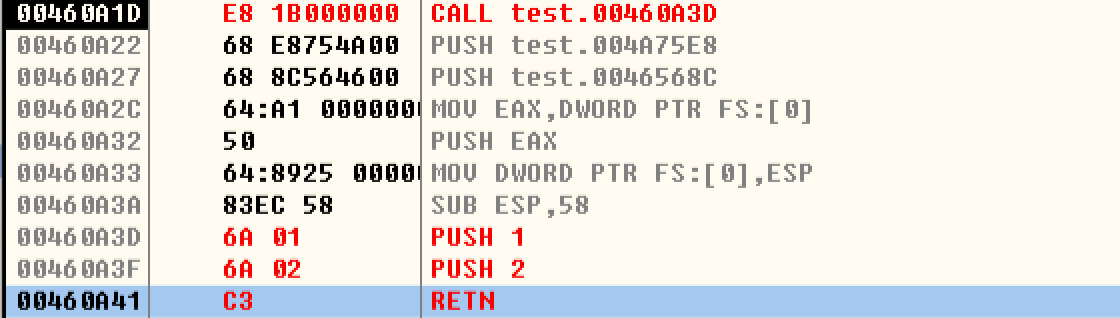 00460A1D E8 1B000000 CALL test.00460A3D
00460A22 68 E8754A00 PUSH test.004A75E8
00460A27 68 8C564600 PUSH test.0046568C
00460A2C 64:A1 0000000 MOV EAX,DWORD PTR FS:[0]
00460A32 50 PUSH EAX
00460A33 64:8925 0000 MOV DWORD PTR FS:[0],ESP
00460A3A 83EC 58 SUB ESP,58
00460A3D 6A 01 PUSH 1
00460A3F 6A 02 PUSH 2
00460A41 C3 RETN